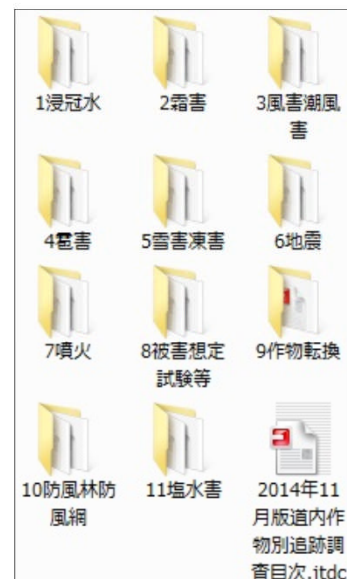 1浸冠水
2霜害
3風害潮風
害
4雹害
5雪害凍害
6地震
7噴火
8被害想定
試験等
9作物転換
10防風林防
風網
11塩水害
2014年11
月版道内作
物別追跡調
査目次.jtdc